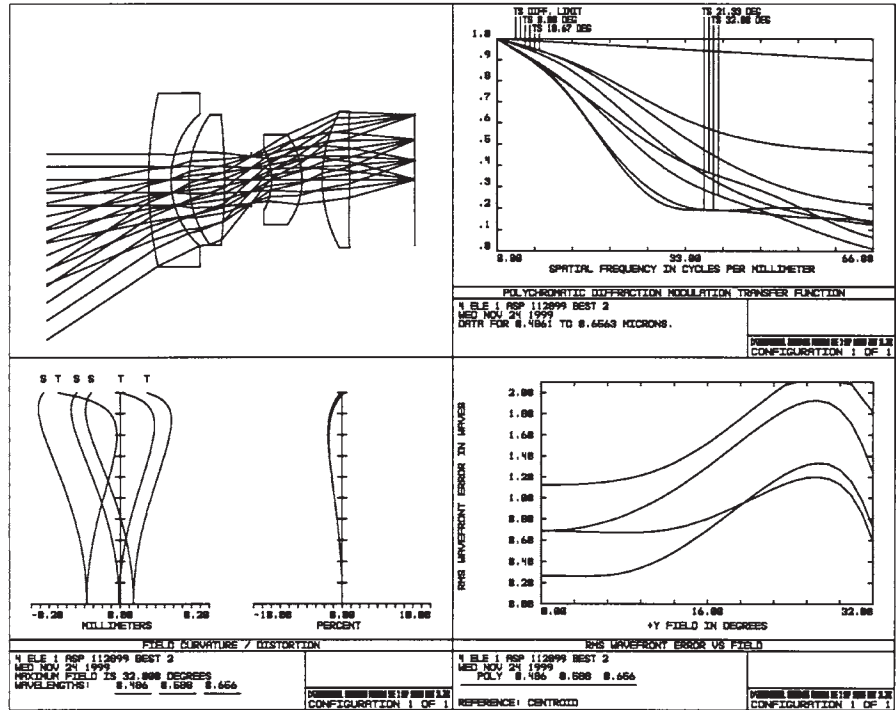 TS DIFF. LIMIT
TS 0.00 DEG
TS 10.67 DEG
TS 21.33 DEG
TS 32.00 DEG
1.0
.9
.8
.7
.6
.5
.4
.3
.2
.1
.0
0.00 33.00 66.00
SPATIAL FREQUENCY IN CYCLES PER MILLIMETER
POLYCHROMATIC DIFFRACTION MODULATION TRANSFER FUNCTION
4 ELE 1 ASP 112899 BEST 2
WED NOV 24 1999
DATA FOR 0.4861 TO 0.6563 MICRONS.
CONFIGURATION 1 OF 1
S T S S T T
-0.20 0.00 0.20
MILLIMETERS
-10.00 0.00 10.00
PERCENT
FIELD CURVATURE / DISTORTION
4 ELE 1 ASP 112899 BEST 2
WED NOV 24 1999
MAXIMUM FIELD IS 32.000 DEGREES
WAVELENGTHS: 0.486 0.588 0.656
CONFIGURATION 1 OF 1
RMS WAVEFRONT ERROR IN WAVES
2.00
1.80
1.60
1.40
1.20
1.00
0.80
0.60
0.40
0.20
0.00
0.00 16.00 32.00
+Y FIELD IN DEGREES
RMS WAVEFRONT ERROR VS FIELD
4 ELE 1 ASP 112899 BEST 2
WED NOV 24 1999
POLY 0.486 0.588 0.656
REFERENCE: CENTROID
CONFIGURATION 1 OF 1